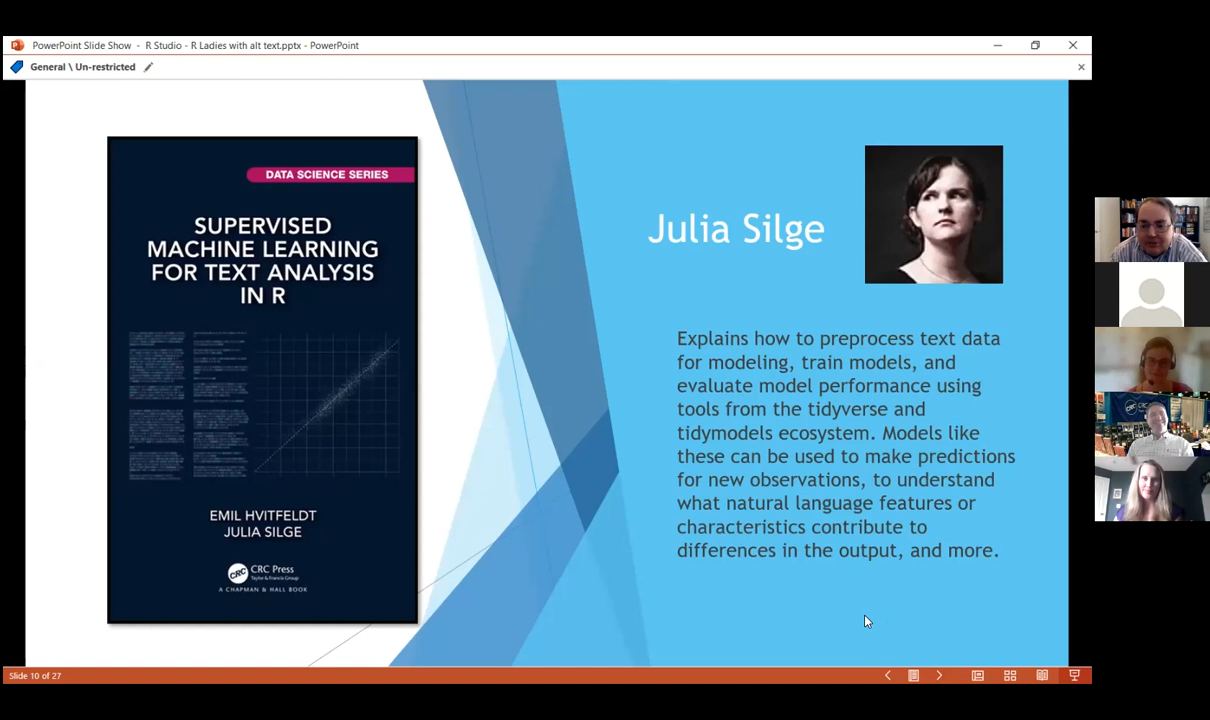 PowerPoint Slide Show - R Studio - R Ladies with alt text.pptx - PowerPoint
General \ Un-restricted
DATA SCIENCE SERIES
SUPERVISED
MACHINE LEARNING
FOR TEXT ANALYSIS
IN R
EMIL HVITFELDT
JULIA SILGE
CRC
CRC Press
Taylor & Francis Group
A CHAPMAN & HALL BOOK
Julia Silge
Explains how to preprocess text data
for modeling, train models, and
evaluate model performance using
tools from the tidyverse and
tidymodels ecosystem. Models like
these can be used to make predictions
for new observations, to understand
what natural language features or
characteristics contribute to
differences in the output, and more.
CRC
Slide 10 of 27